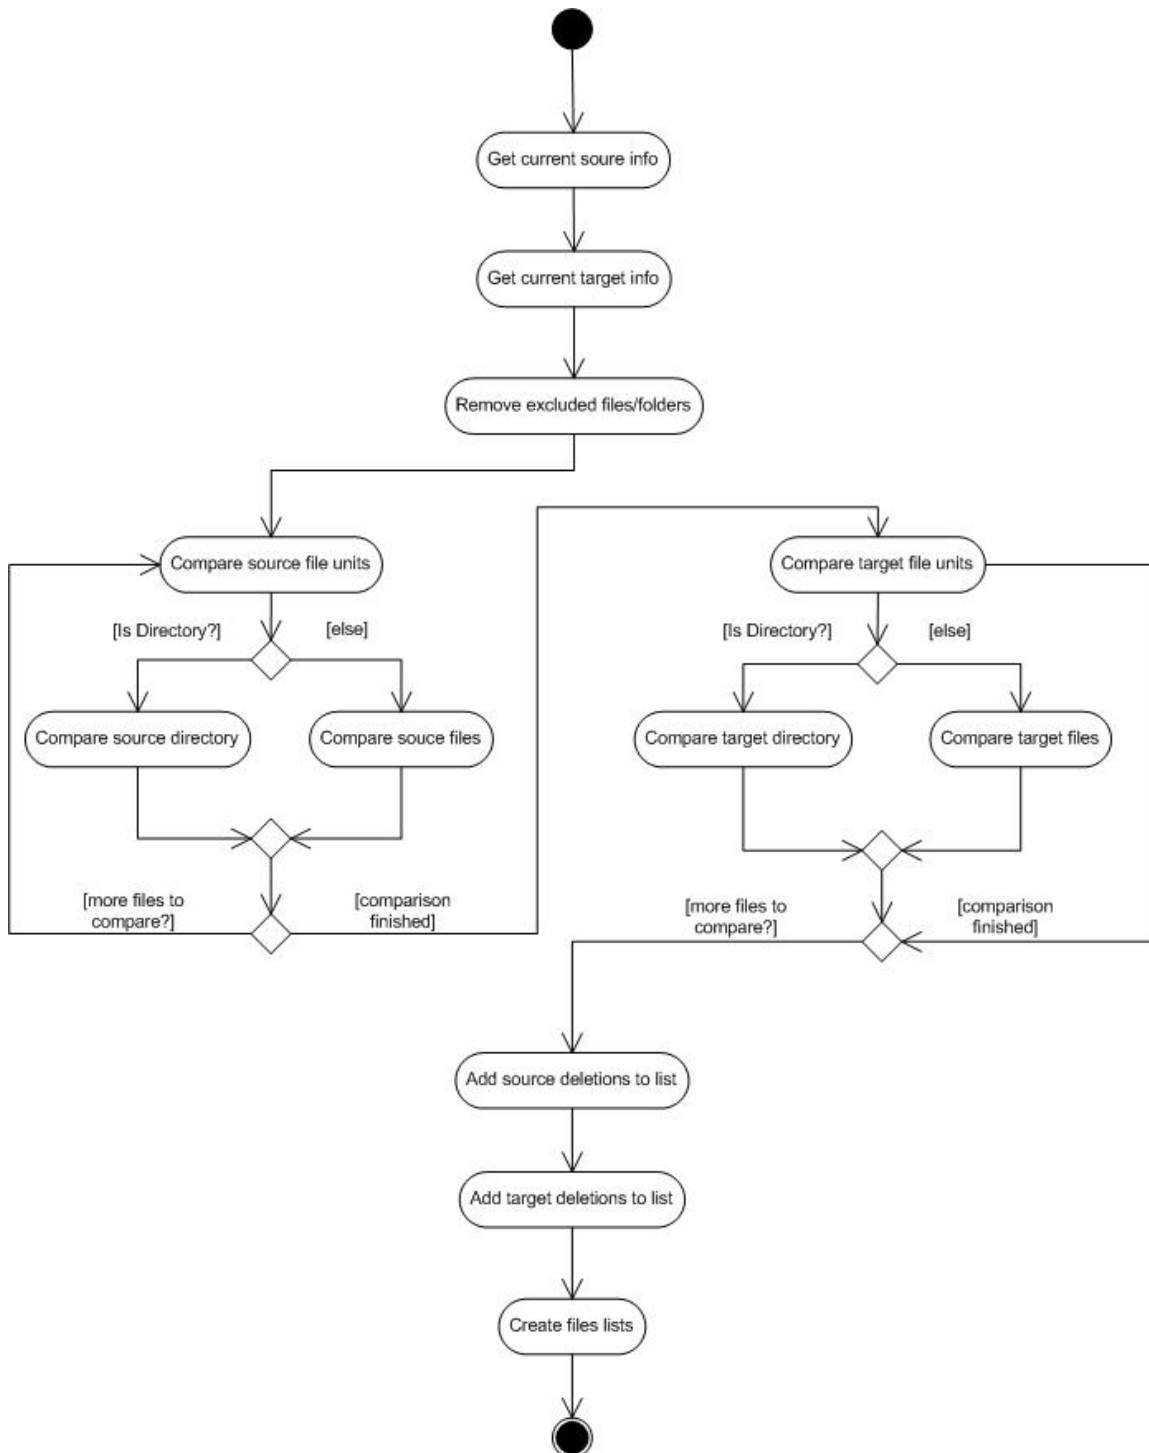 Get current soure info
Get current target info
Remove excluded files/folders
Compare source file units
Compare target file units
[Is Directory?]
[else]
[Is Directory?]
[else]
Compare source directory
Compare souce files
Compare target directory
Compare target files
[more files to
compare?]
[comparison
finished]
[more files to
compare?]
[comparison
finished]
Add source deletions to list
Add target deletions to list
Create files lists